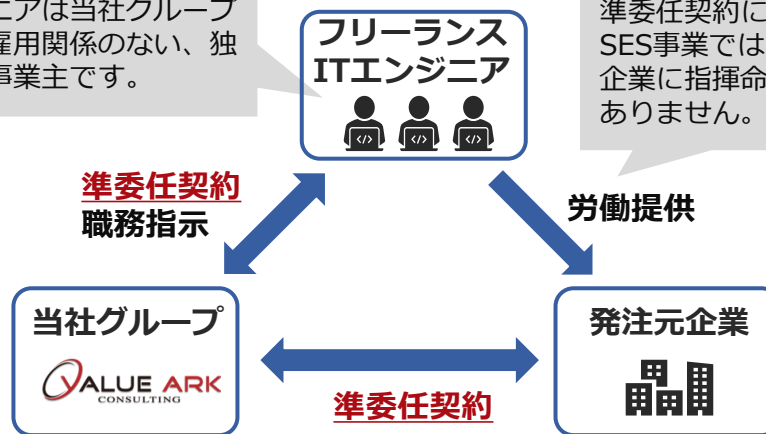 ニアは当社グループ
雇用関係のない、独
事業主です。
フリーランス
ITエンジニア
</>
</>
</>
準委任契約に
SES事業では
企業に指揮命
ありません。
準委任契約
職務指示
労働提供
当社グループ
VALUE ARK
CONSULTING
発注元企業
準委任契約